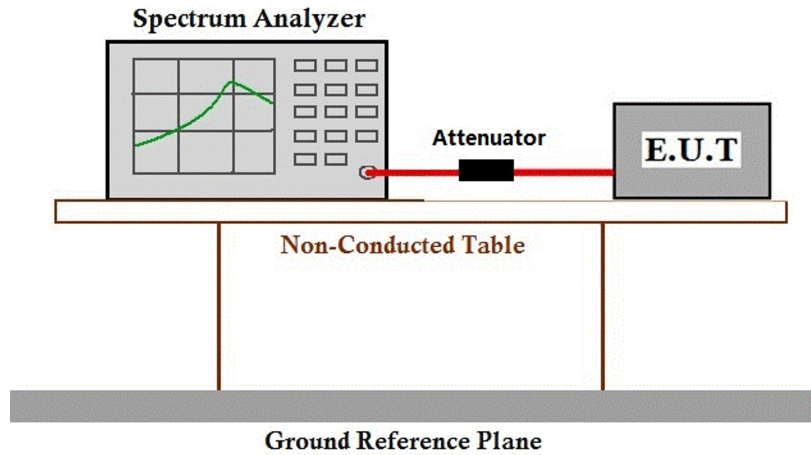 Spectrum Analyzer
Attenuator
E.U.T
Non-Conducted Table
Ground Reference Plane